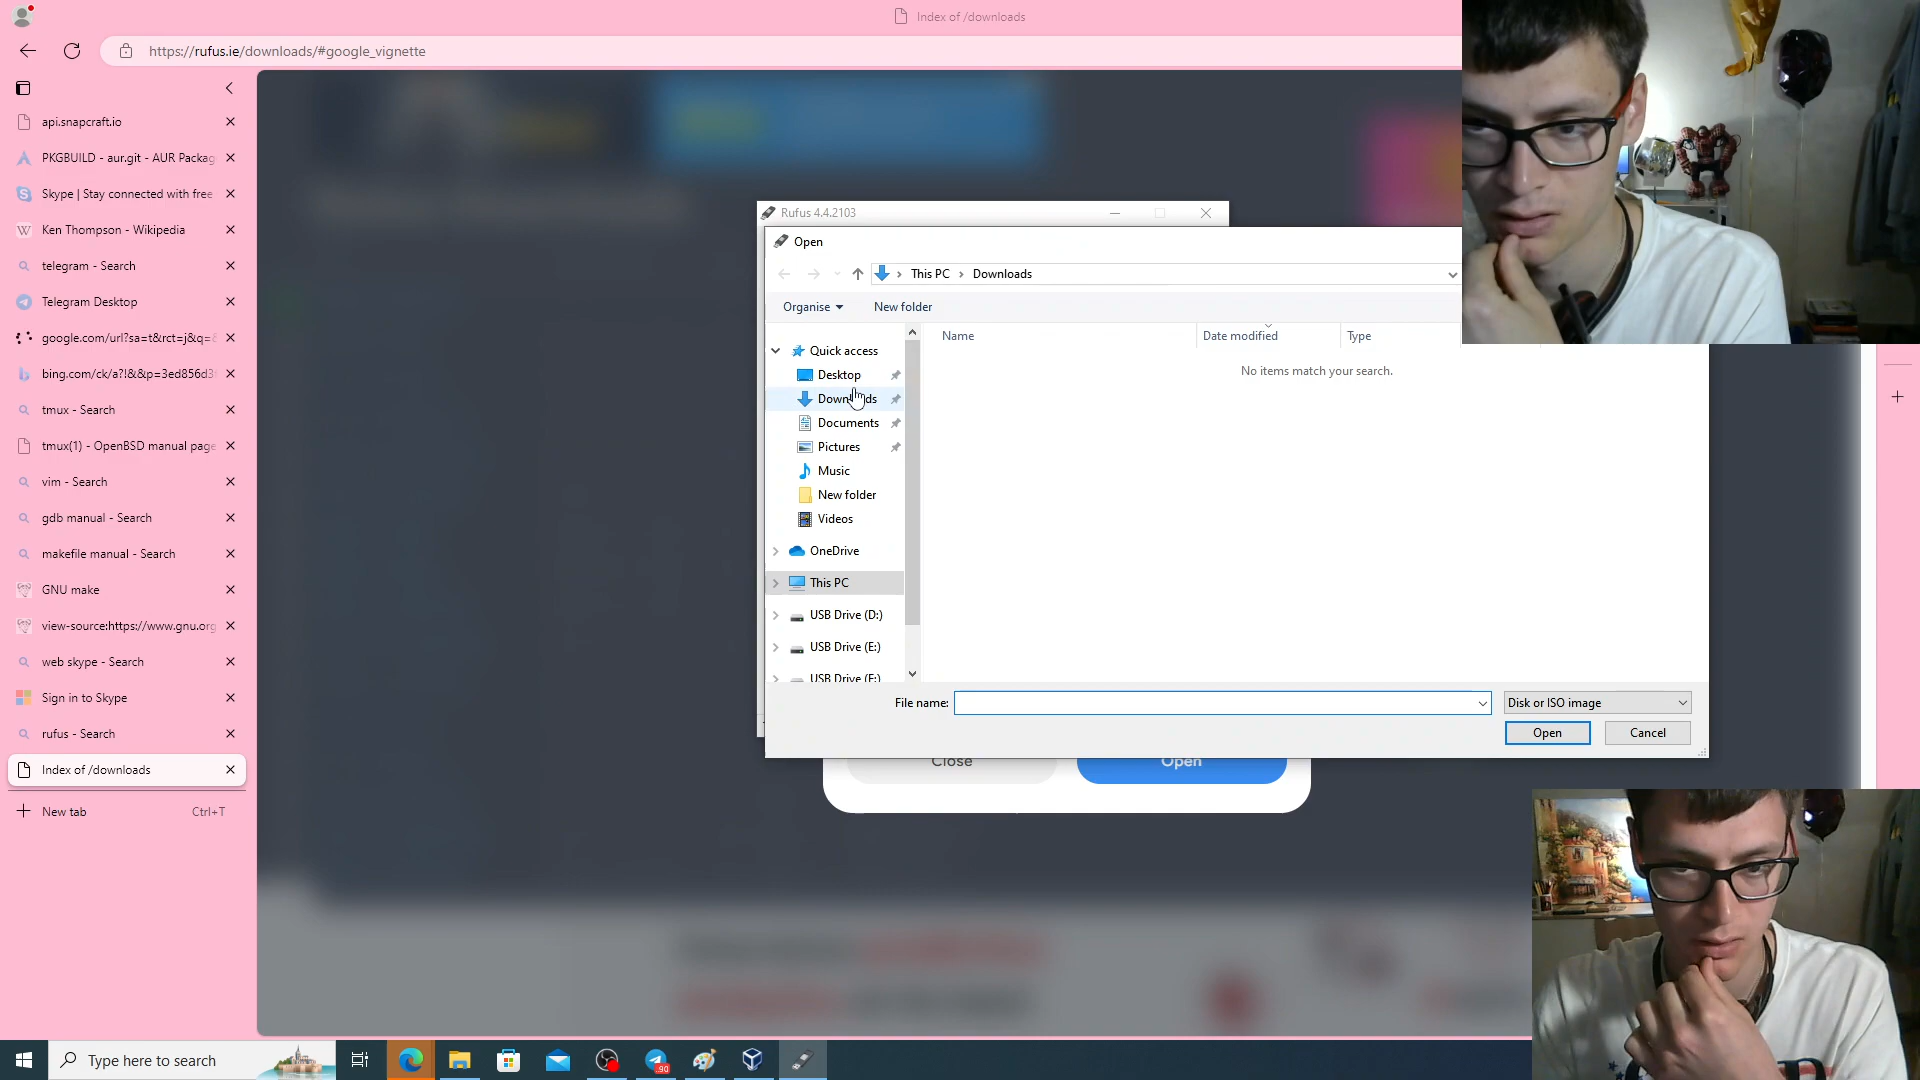 Index of /downloads
https://rufus.ie/downloads/#google_vignette
api.snapcraft.io
PKGBUILD - aur.git - AUR Packag
Skype | Stay connected with free
Ken Thompson - Wikipedia
telegram - Search
Telegram Desktop
google.com/url?sa=t&rct=j&q=&
bing.com/ck/a?!&&p=3ed856d3
tmux - Search
tmux(1) - OpenBSD manual page
vim - Search
gdb manual - Search
makefile manual - Search
GNU make
view-source:https://www.gnu.org
web skype - Search
Sign in to Skype
rufus - Search
Index of /downloads
New tab Ctrl+T
Rufus 4.4.2103
Open
This PC > Downloads
Organise New folder
Name Date modified Type
No items match your search.
Quick access
Desktop
Downloads
Documents
Pictures
Music
New folder
Videos
OneDrive
This PC
USB Drive (D:)
USB Drive (E:)
USB Drive (F:)
File name: Disk or ISO image
Open Cancel
Close Open
Type here to search
90